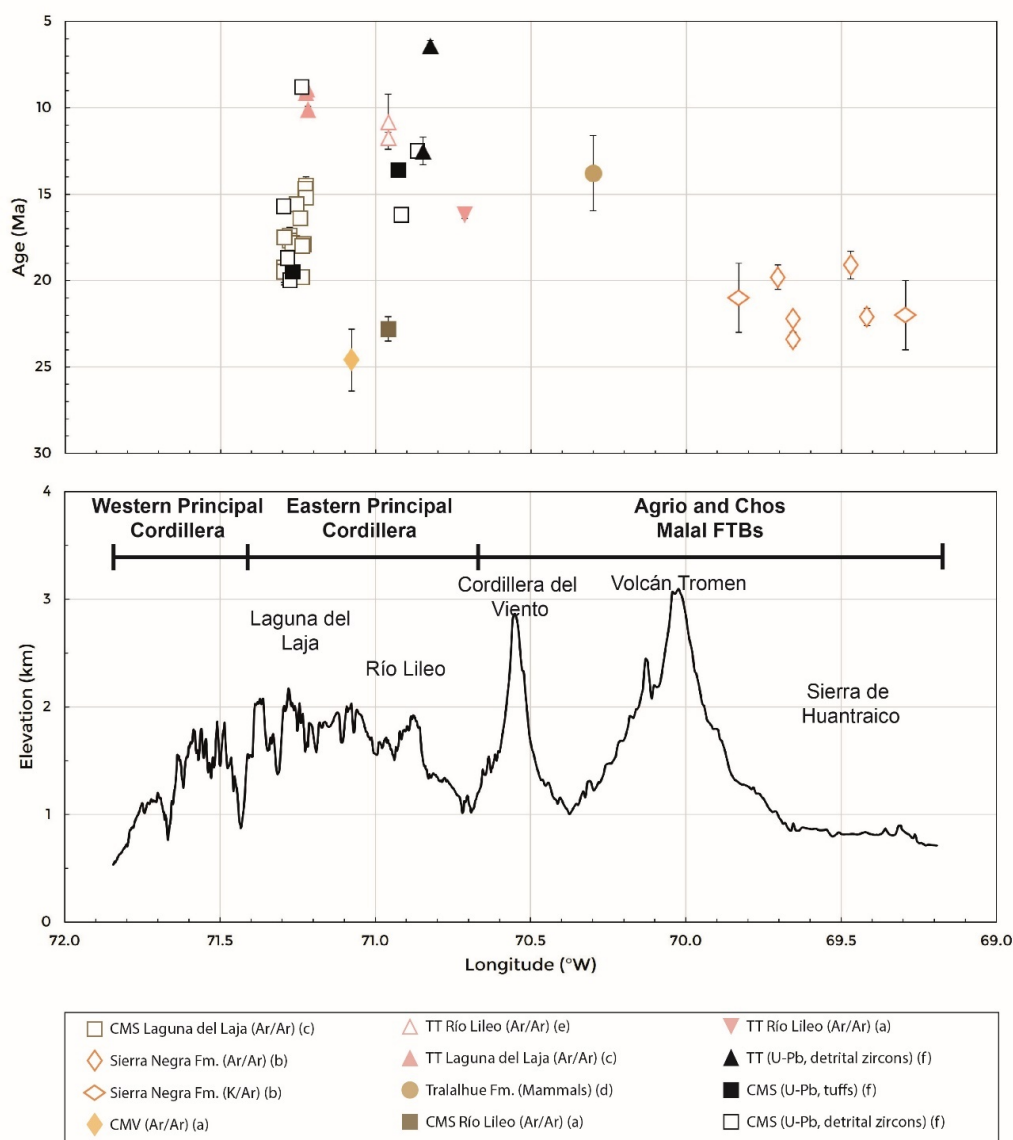 5
10
15
20
25
30
Age (Ma)
4
3
2
1
0
Elevation (km)
Western Principal
Cordillera
Eastern Principal
Cordillera
Agrio and Chos
Malal FTBs
Laguna del
Laja
Río Lileo
Cordillera del
Viento
Volcán Tromen
Sierra de
Huantraico
72.0 71.5 71.0 70.5 70.0 69.5 69.0
Longitude (°W)
CMS Laguna del Laja (Ar/Ar) (c)
Sierra Negra Fm. (Ar/Ar) (b)
Sierra Negra Fm. (K/Ar) (b)
CMV (Ar/Ar) (a)
TT Río Lileo (Ar/Ar) (e)
TT Laguna del Laja (Ar/Ar) (c)
Tralalhue Fm. (Mammals) (d)
CMS Río Lileo (Ar/Ar) (a)
TT Río Lileo (Ar/Ar) (a)
TT (U-Pb, detrital zircons) (f)
CMS (U-Pb, tuffs) (f)
CMS (U-Pb, detrital zircons) (f)